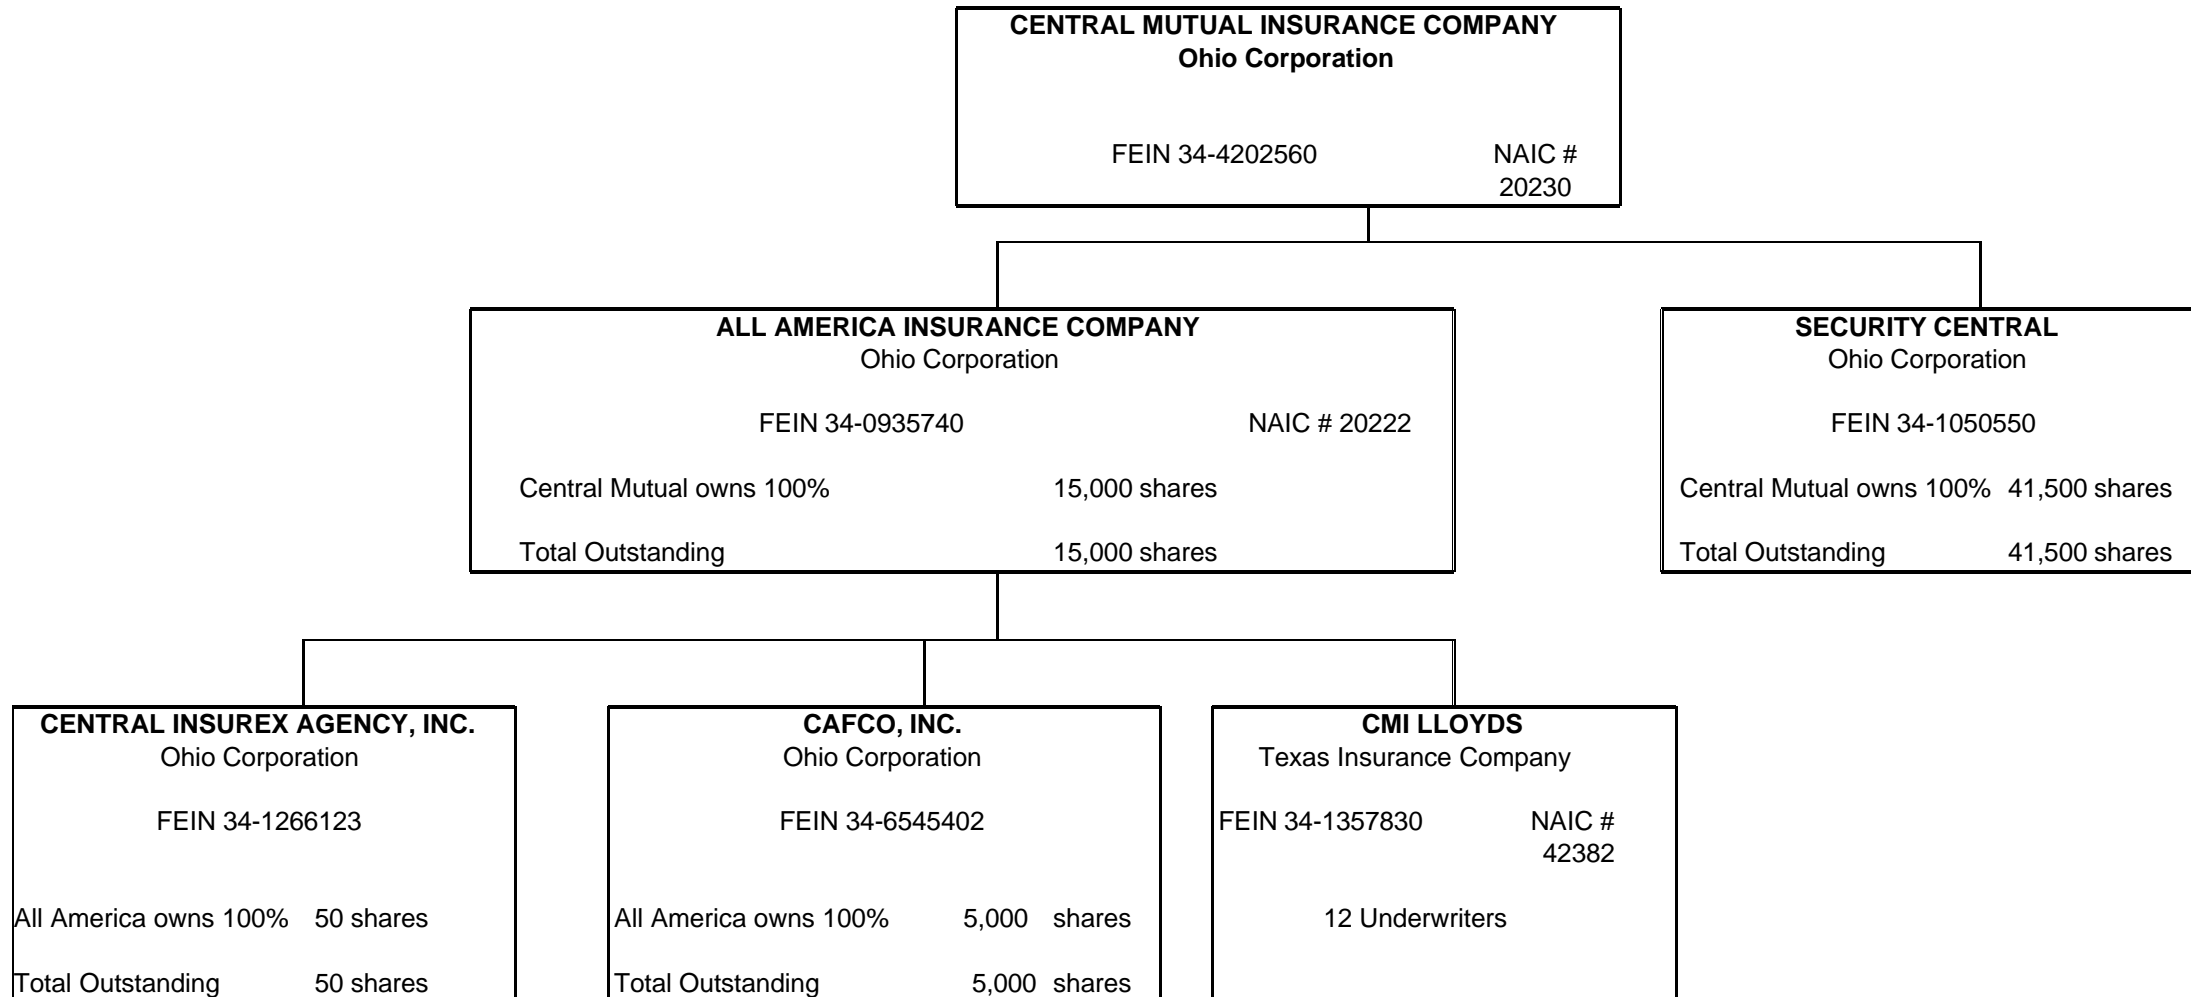 CENTRAL MUTUAL INSURANCE COMPANY
Ohio Corporation
FEIN 34-4202560 NAIC #
20230
ALL AMERICA INSURANCE COMPANY
Ohio Corporation
FEIN 34-0935740 NAIC # 20222
Central Mutual owns 100% 15,000 shares
Total Outstanding 15,000 shares
SECURITY CENTRAL
Ohio Corporation
FEIN 34-1050550
Central Mutual owns 100% 41,500 shares
Total Outstanding 41,500 shares
CENTRAL INSUREX AGENCY, INC.
Ohio Corporation
FEIN 34-1266123
All America owns 100% 50 shares
Total Outstanding 50 shares
CAFCO, INC.
Ohio Corporation
FEIN 34-6545402
All America owns 100% 5,000 shares
Total Outstanding 5,000 shares
CMI LLOYDS
Texas Insurance Company
FEIN 34-1357830 NAIC #
42382
12 Underwriters